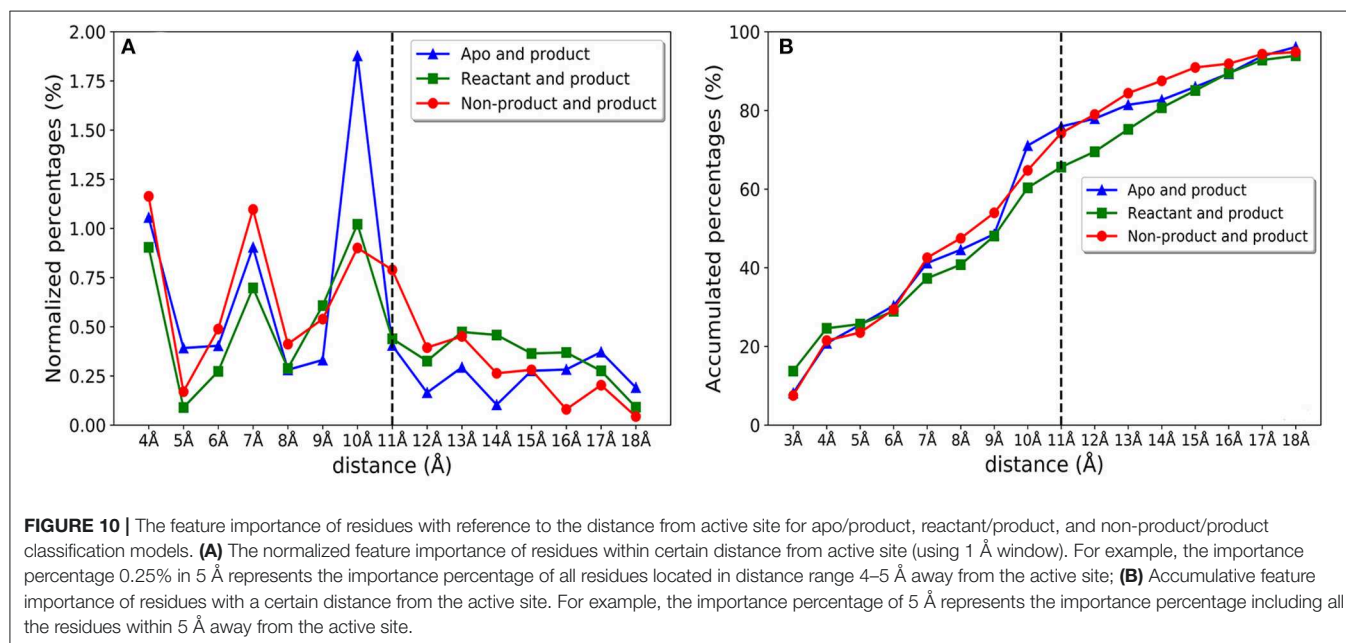 A
Normalized percentages (%)
2.00
1.75
1.50
1.25
1.00
0.75
0.50
0.25
0.00
Apo and product
Reactant and product
Non-product and product
4Å 5Å 6Å 7Å 8Å 9Å 10Å 11Å 12Å 13Å 14Å 15Å 16Å 17Å 18Å
distance (Å)
B
Accumulated percentages (%)
100
80
60
40
20
0
Apo and product
Reactant and product
Non-product and product
3Å 4Å 5Å 6Å 7Å 8Å 9Å 10Å 11Å 12Å 13Å 14Å 15Å 16Å 17Å 18Å
distance (Å)
FIGURE 10 | The feature importance of residues with reference to the distance from active site for apo/product, reactant/product, and non-product/product
classification models. (A) The normalized feature importance of residues within certain distance from active site (using 1 Å window). For example, the importance
percentage 0.25% in 5 Å represents the importance percentage of all residues located in distance range 4–5 Å away from the active site; (B) Accumulative feature
importance of residues with a certain distance from the active site. For example, the importance percentage of 5 Å represents the importance percentage including all
the residues within 5 Å away from the active site.